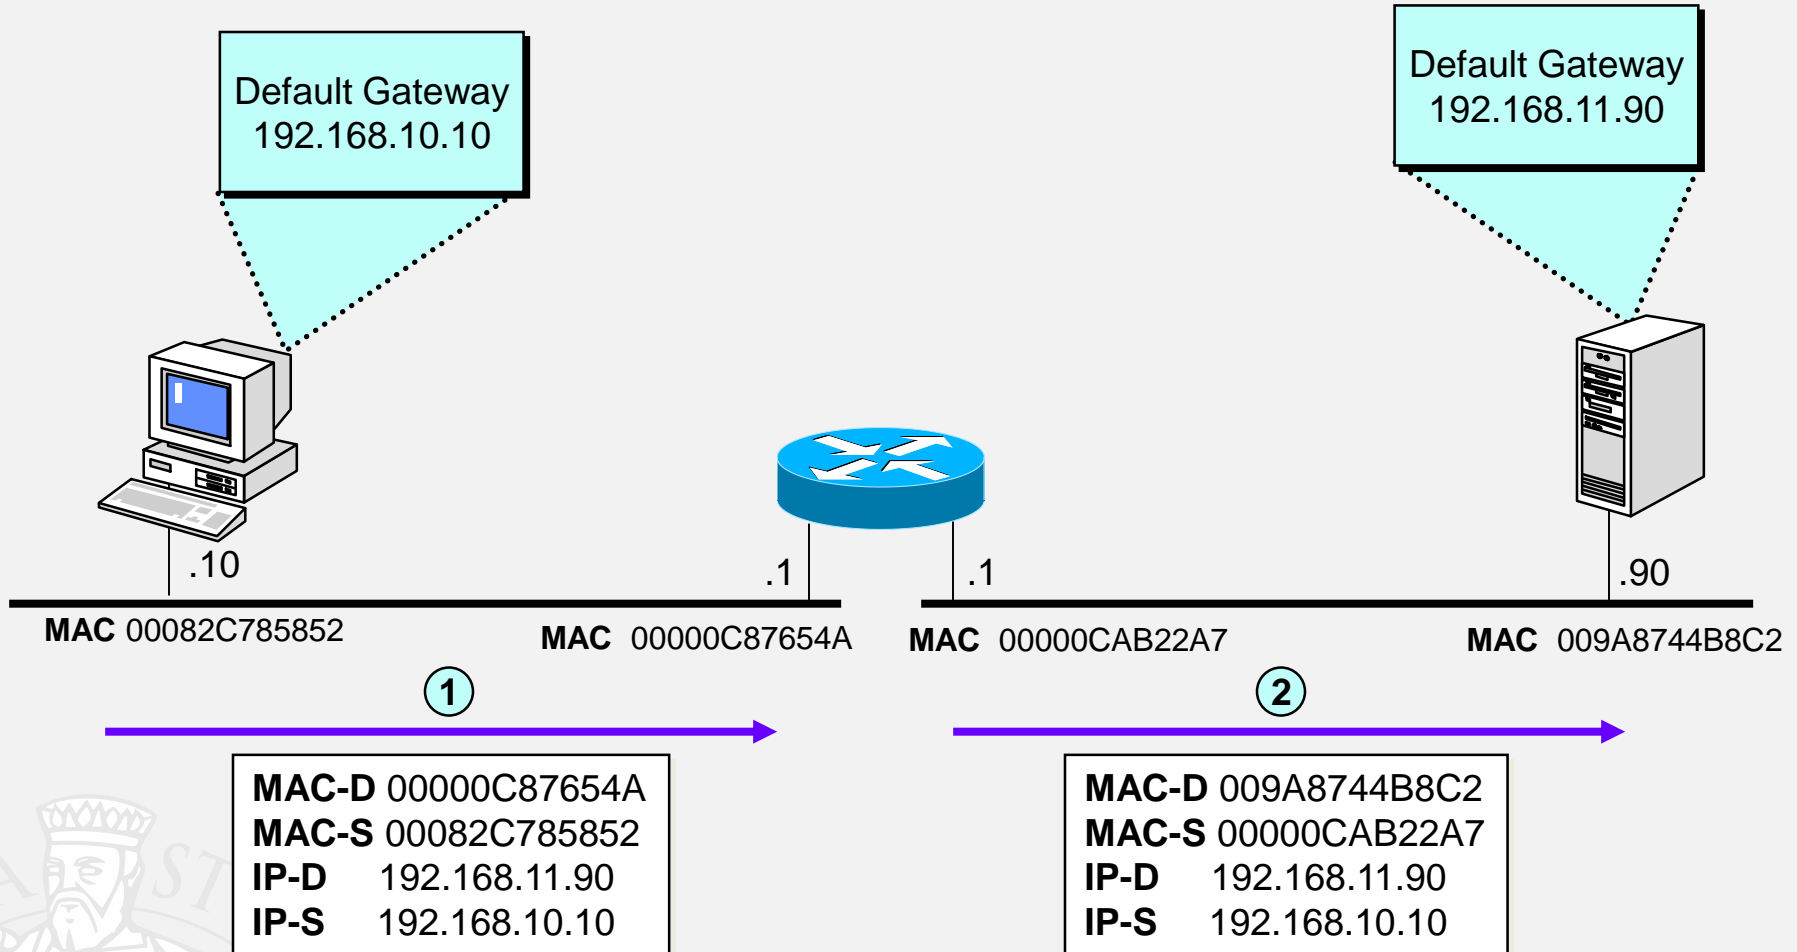 Default Gateway
192.168.10.10
Default Gateway
192.168.11.90
.10
.1
.1
.90
MAC 00082C785852
MAC 00000C87654A
MAC 00000CAB22A7
MAC 009A8744B8C2
1
2
MAC-D 00000C87654A
MAC-S 00082C785852
IP-D 192.168.11.90
IP-S 192.168.10.10
MAC-D 009A8744B8C2
MAC-S 00000CAB22A7
IP-D 192.168.11.90
IP-S 192.168.10.10